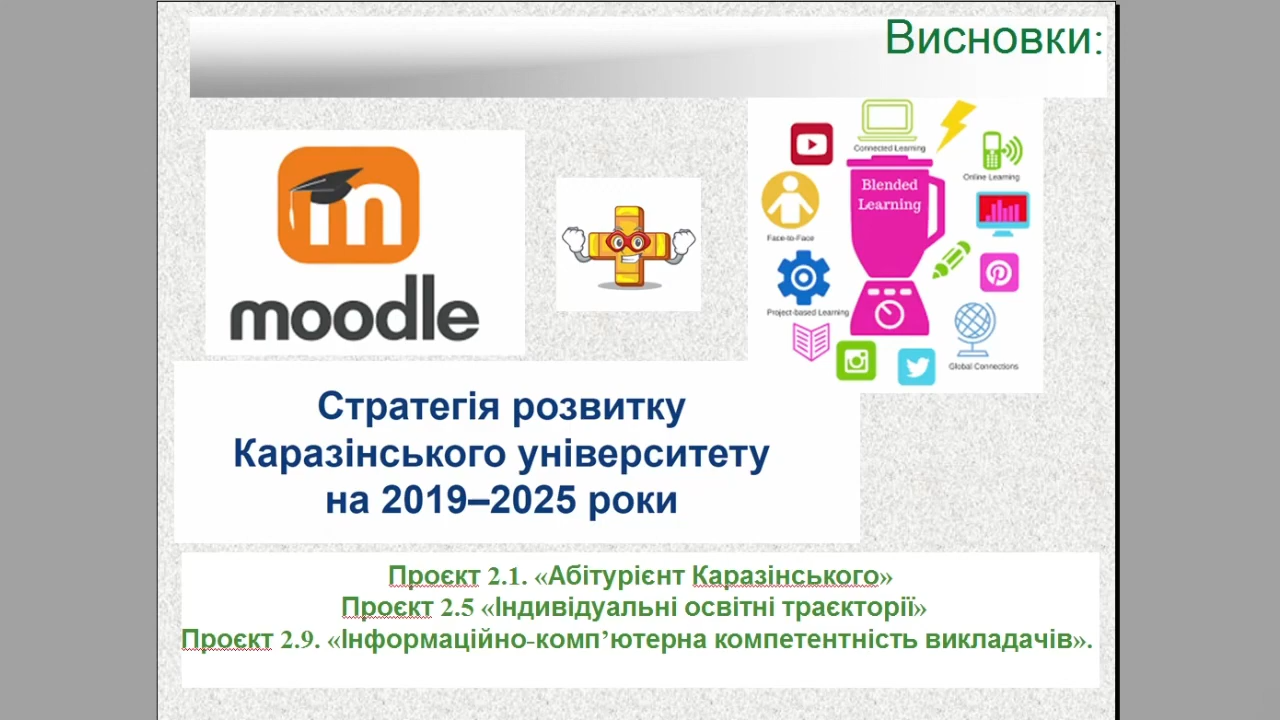 Висновки:
moodle
Connected Learning
Blended
Learning
Online Learning
Face-to-Face
Project-based Learning
Global Connections
Стратегія розвитку
Каразінського університету
на 2019–2025 роки
Проєкт 2.1. «Абітурієнт Каразінського»
Проєкт 2.5 «Індивідуальні освітні траєкторії»
Проєкт 2.9. «Інформаційно-комп’ютерна компетентність викладачів».